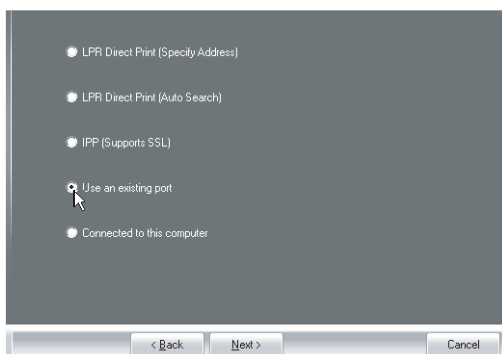 LPR Direct Print (Specify Address)
LPR Direct Print (Auto Search)
IPP (Supports SSL)
Use an existing port
Connected to this computer
< Back Next > Cancel